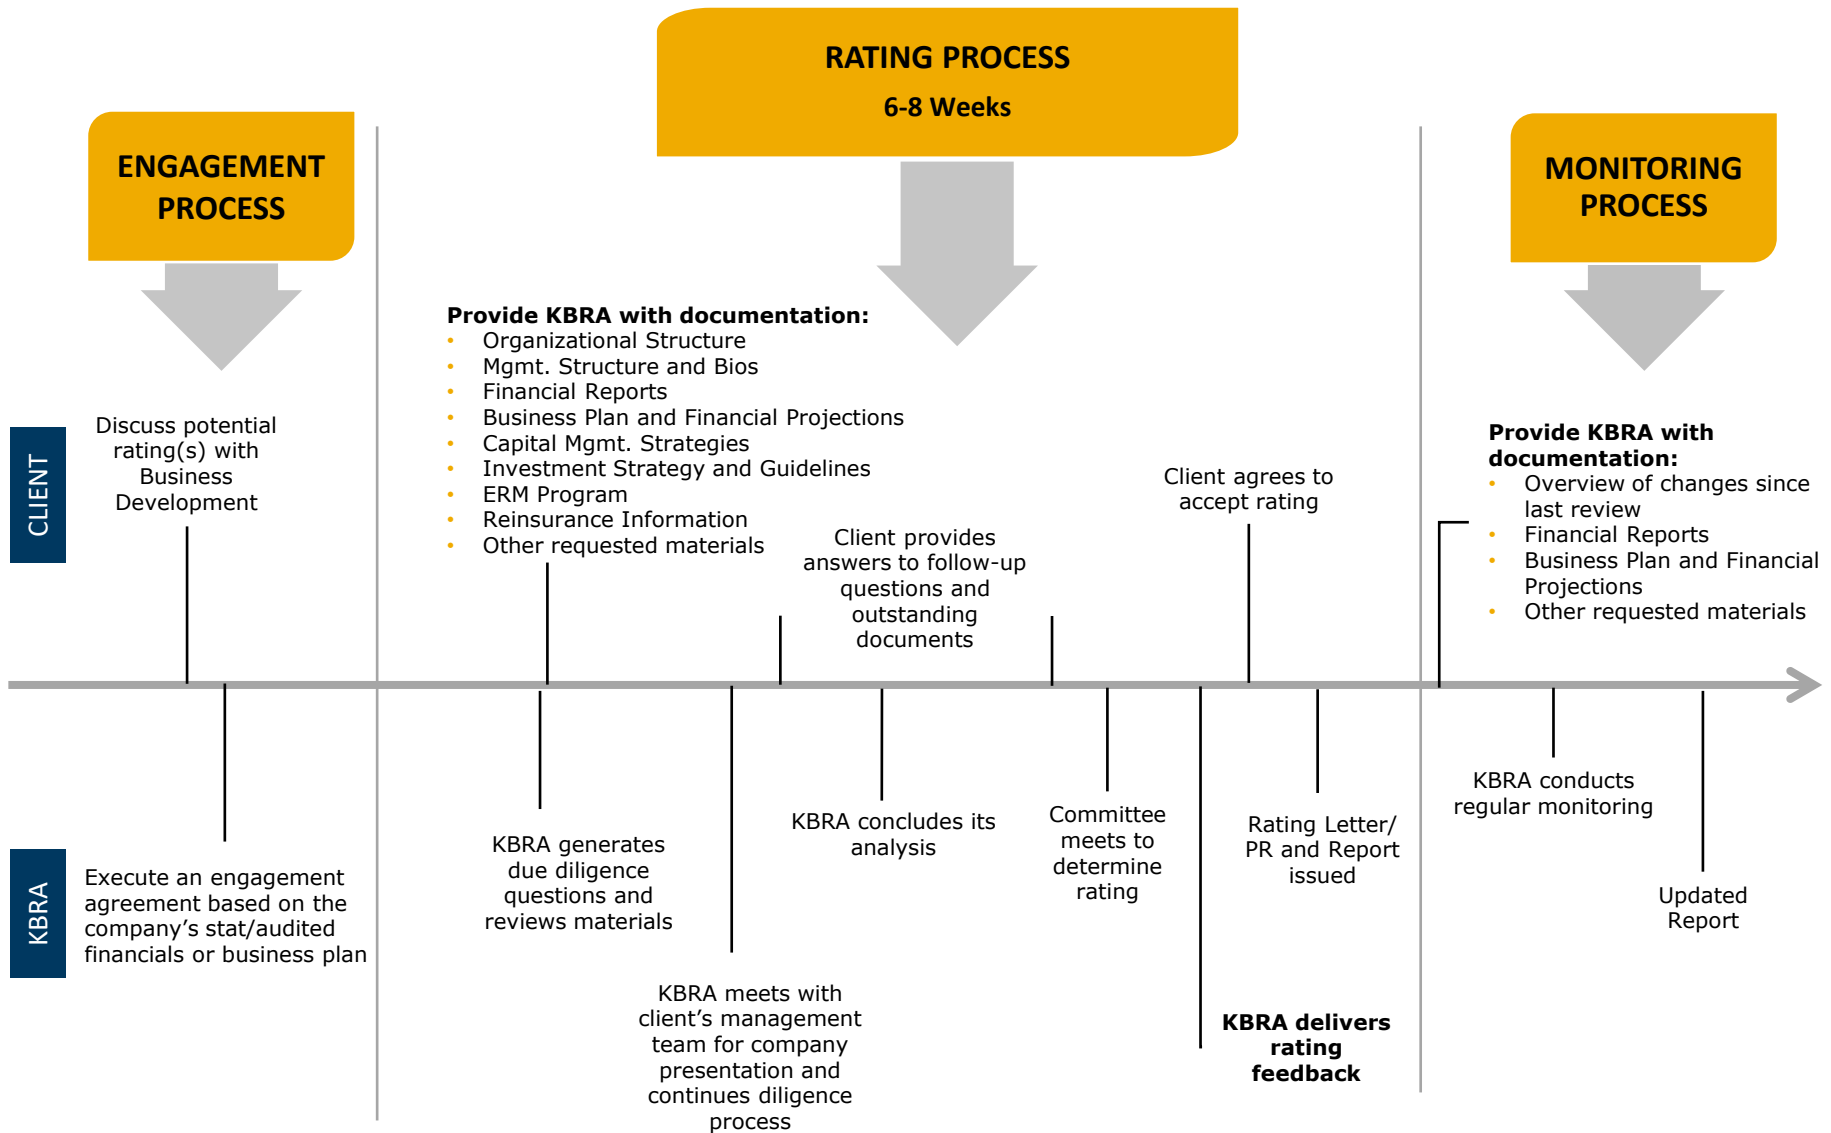 RATING PROCESS
6-8 Weeks
ENGAGEMENT
PROCESS
MONITORING
PROCESS
CLIENT
Discuss potential
rating(s) with
Business
Development
Provide KBRA with documentation:
• Organizational Structure
• Mgmt. Structure and Bios
• Financial Reports
• Business Plan and Financial Projections
• Capital Mgmt. Strategies
• Investment Strategy and Guidelines
• ERM Program
• Reinsurance Information
• Other requested materials
Client provides
answers to follow-up
questions and
outstanding
documents
Client agrees to
accept rating
Provide KBRA with
documentation:
• Overview of changes since
last review
• Financial Reports
• Business Plan and Financial
Projections
• Other requested materials
KBRA
Execute an engagement
agreement based on the
company’s stat/audited
financials or business plan
KBRA generates
due diligence
questions and
reviews materials
KBRA meets with
client’s management
team for company
presentation and
continues diligence
process
KBRA concludes its
analysis
Committee
meets to
determine
rating
KBRA delivers
rating
feedback
Rating Letter/
PR and Report
issued
KBRA conducts
regular monitoring
Updated
Report